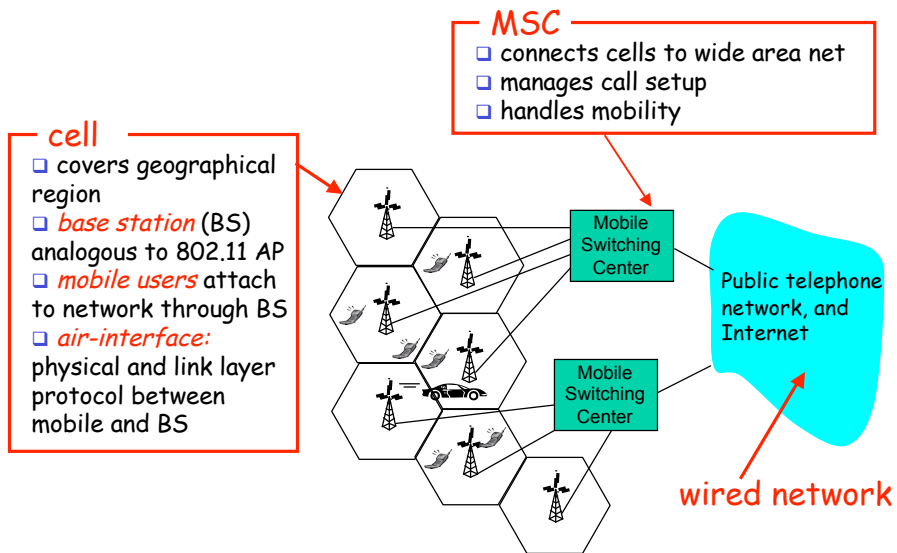 MSC
❑ connects cells to wide area net
❑ manages call setup
❑ handles mobility
cell
❑ covers geographical
region
❑ base station (BS)
analogous to 802.11 AP
❑ mobile users attach
to network through BS
❑ air-interface:
physical and link layer
protocol between
mobile and BS
Mobile
Switching
Center
Public telephone
network, and
Internet
Mobile
Switching
Center
wired network